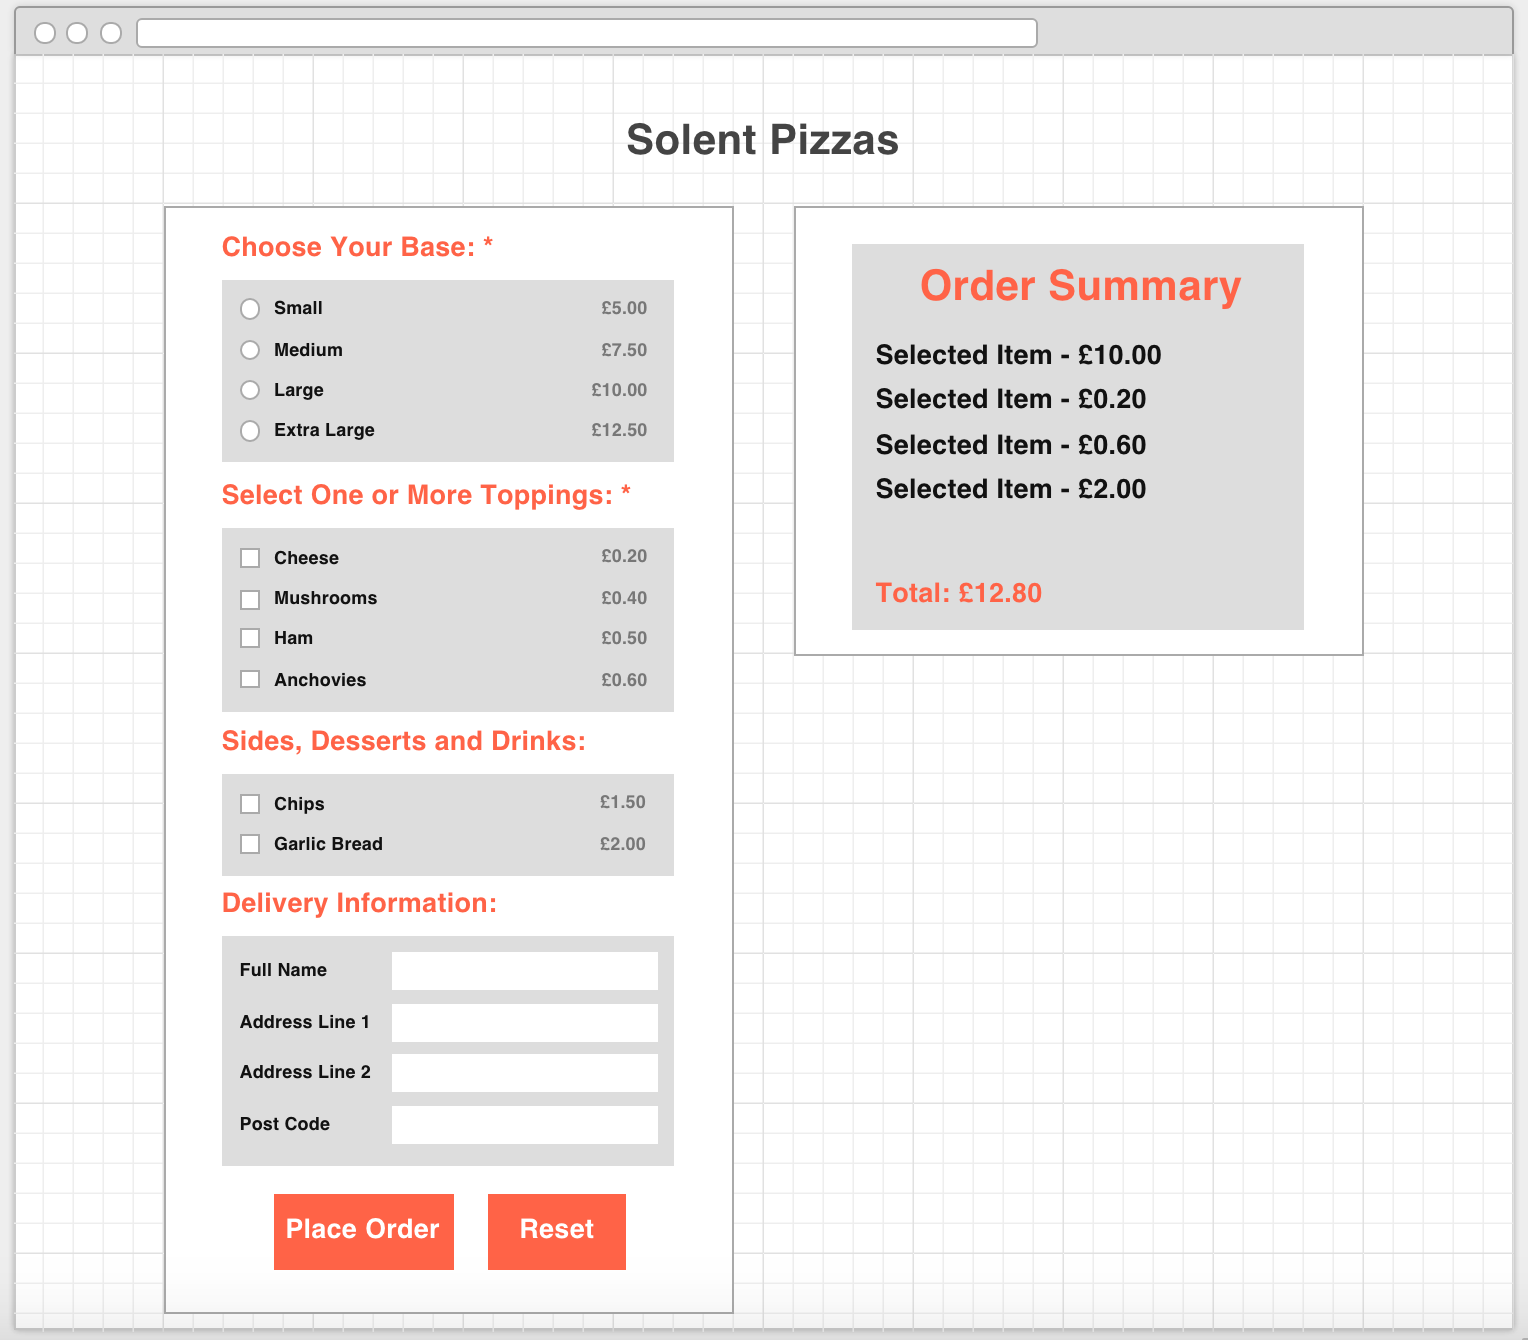 Solent Pizzas
Choose Your Base: *
Small £5.00
Medium £7.50
Large £10.00
Extra Large £12.50
Select One or More Toppings: *
Cheese £0.20
Mushrooms £0.40
Ham £0.50
Anchovies £0.60
Sides, Desserts and Drinks:
Chips £1.50
Garlic Bread £2.00
Delivery Information:
Full Name
Address Line 1
Address Line 2
Post Code
Place Order Reset
Order Summary
Selected Item - £10.00
Selected Item - £0.20
Selected Item - £0.60
Selected Item - £2.00
Total: £12.80